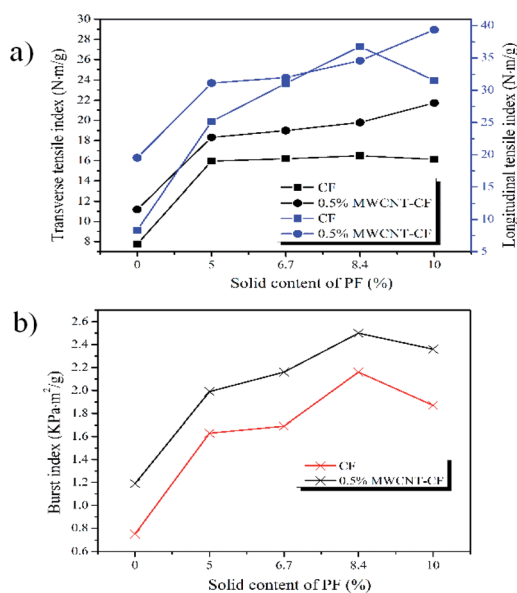 a)
Transverse tensile index (N·m/g)
30
28
26
24
22
20
18
16
14
12
10
8
Longitudinal tensile index (N·m/g)
40
35
30
25
20
15
10
5
CF
0.5% MWCNT-CF
CF
0.5% MWCNT-CF
0 5 6.7 8.4 10
Solid content of PF (%)
b)
Burst index (KPa·m²/g)
2.6
2.4
2.2
2.0
1.8
1.6
1.4
1.2
1.0
0.8
0.6
CF
0.5% MWCNT-CF
0 5 6.7 8.4 10
Solid content of PF (%)